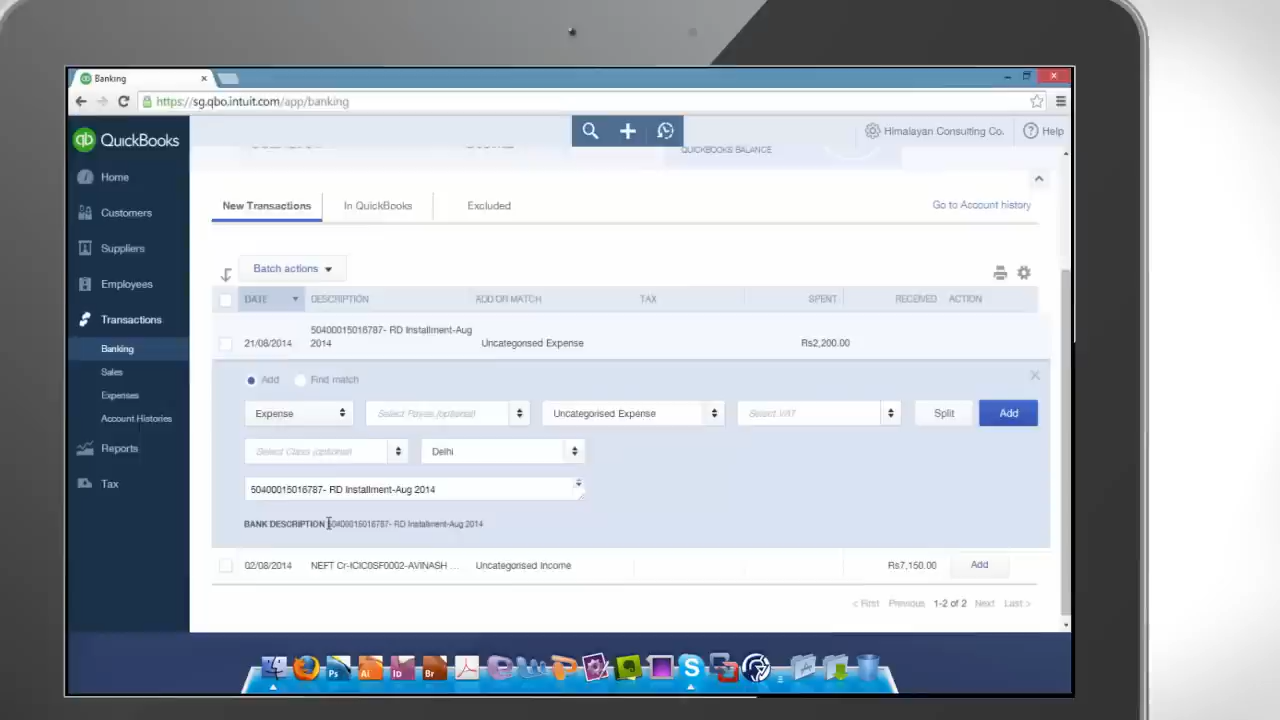 Banking
https://sg.qbo.intuit.com/app/banking
QuickBooks
Himalayan Consulting Co.
Help
QUICKBOOKS BALANCE
Home
Customers
Suppliers
Employees
Transactions
Banking
Sales
Expenses
Account Histories
Reports
Tax
New Transactions In QuickBooks Excluded Go to Account history
Batch actions
DATE DESCRIPTION ADD OR MATCH TAX SPENT RECEIVED ACTION
50400015016787- RD Installment-Aug
21/08/2014 2014 Uncategorised Expense Rs2,200.00
Add Find match
Expense Select Payee (optional) Uncategorised Expense Select VAT Split Add
Select Class (optional) Delhi
50400015016787- RD Installment-Aug 2014
BANK DESCRIPTION 50400015016787- RD Installment-Aug 2014
02/08/2014 NEFT Cr-ICIC0SF0002-AVINASH ... Uncategorised Income Rs7,150.00 Add
< First Previous 1-2 of 2 Next Last >
Ps Ai Id Br